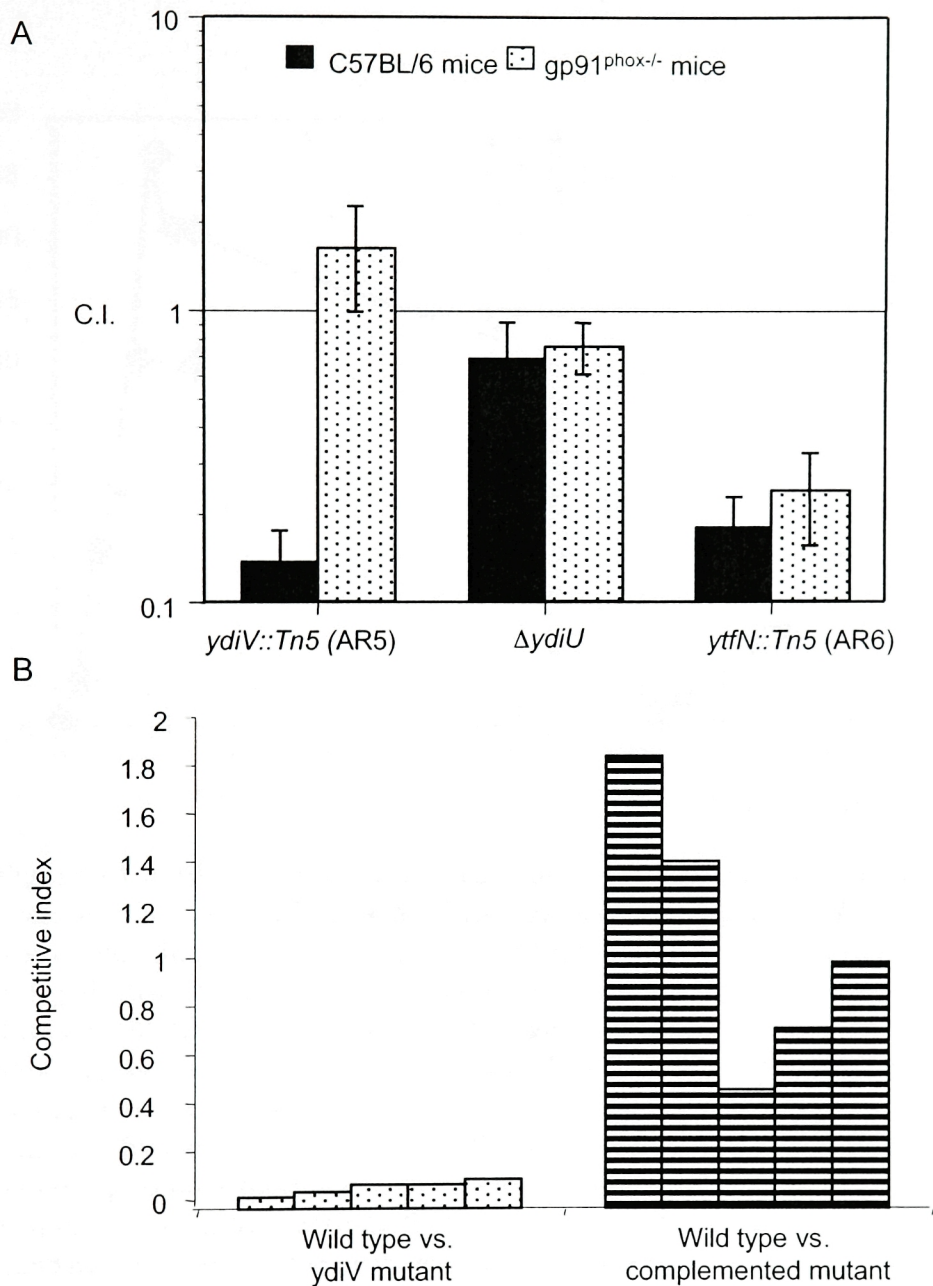 A
10
C57BL/6 mice gp91phox-/- mice
C.I.
1
0.1
ydiV::Tn5 (AR5) ΔydiU ytfN::Tn5 (AR6)
B
2
1.8
1.6
1.4
1.2
1
0.8
0.6
0.4
0.2
0
Competitive index
Wild type vs.
ydiV mutant
Wild type vs.
complemented mutant